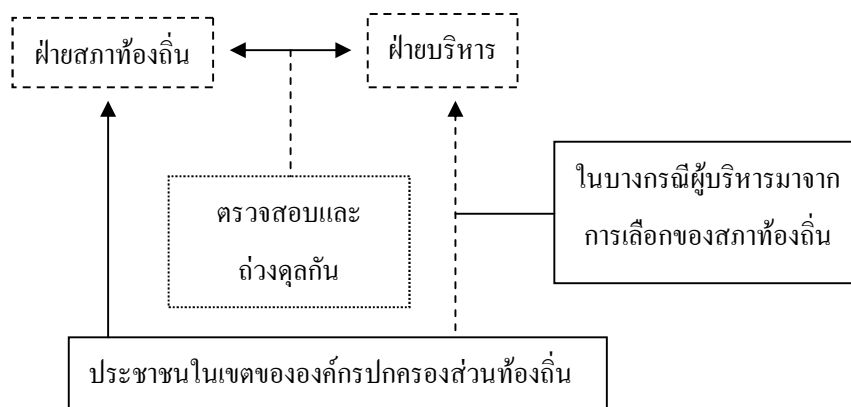 ฝ่ายสภาท้องถิ่น
ฝ่ายบริหาร
ตรวจสอบและ
ถ่วงดุลกัน
ในบางกรณีผู้บริหารมาจาก
การเลือกของสภาท้องถิ่น
ประชาชนในเขตขององค์กรปกครองส่วนท้องถิ่น